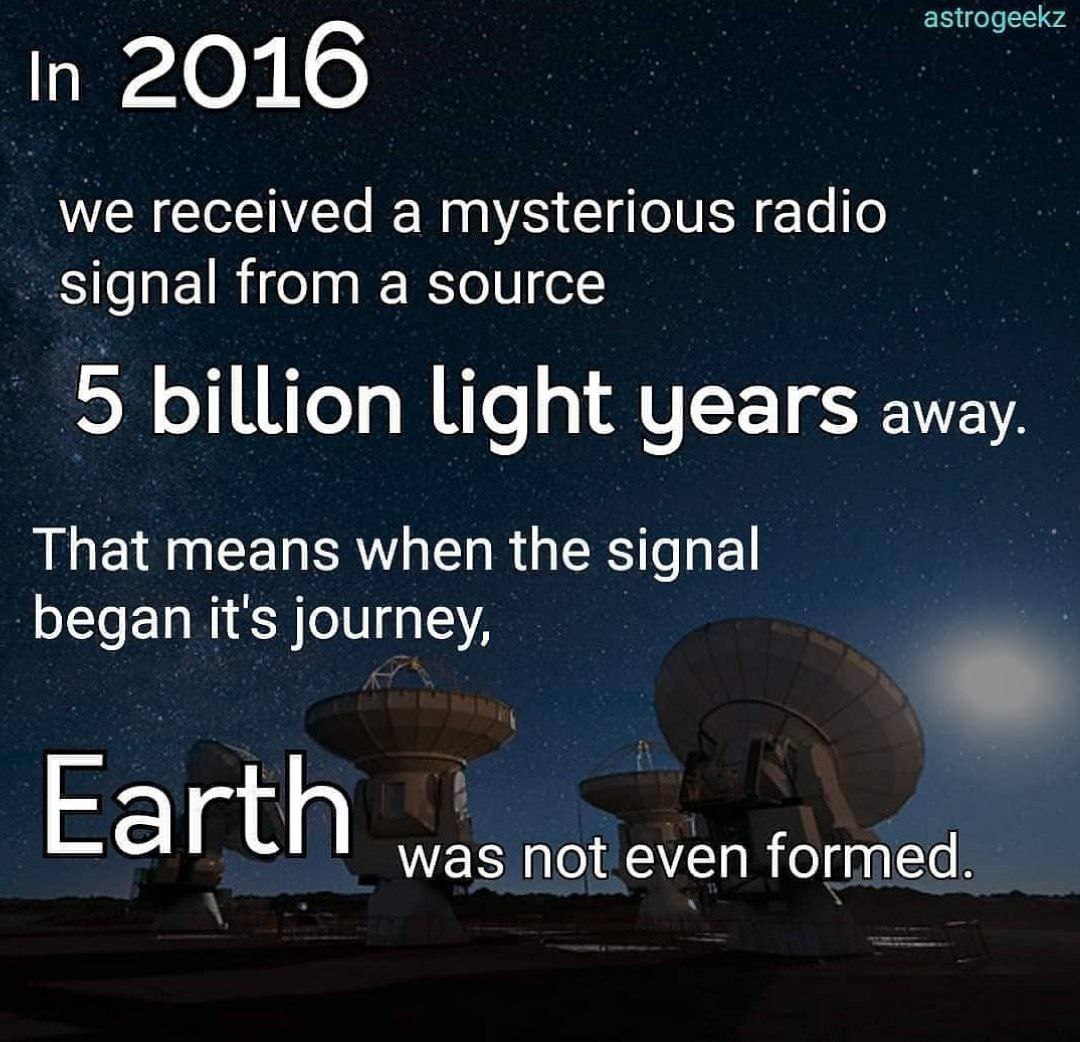 astrogeekz
In 2016
we received a mysterious radio
signal from a source
5 billion light years away.
That means when the signal
began it's journey,
Earth was not even formed.